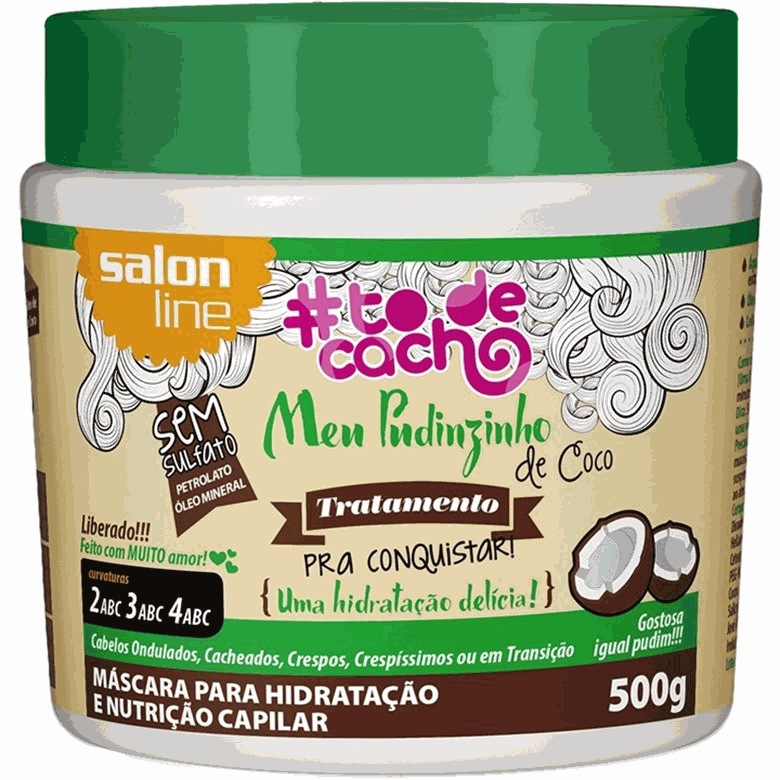 salon
line
#to de
cacho
Meu Pudinzinho
de Coco
SEM
SULFATO
PETROLATO
ÓLEO MINERAL
Tratamento
PRA CONQUISTAR!
{Uma hidratação delícia!}
Liberado!!!
Feito com MUITO amor!
curvaturas
2ABC 3ABC 4ABC
Gostosa
igual pudim!!!
Cabelos Ondulados, Cacheados, Crespos, Crespíssimos ou em Transição
MÁSCARA PARA HIDRATAÇÃO
E NUTRIÇÃO CAPILAR
500g